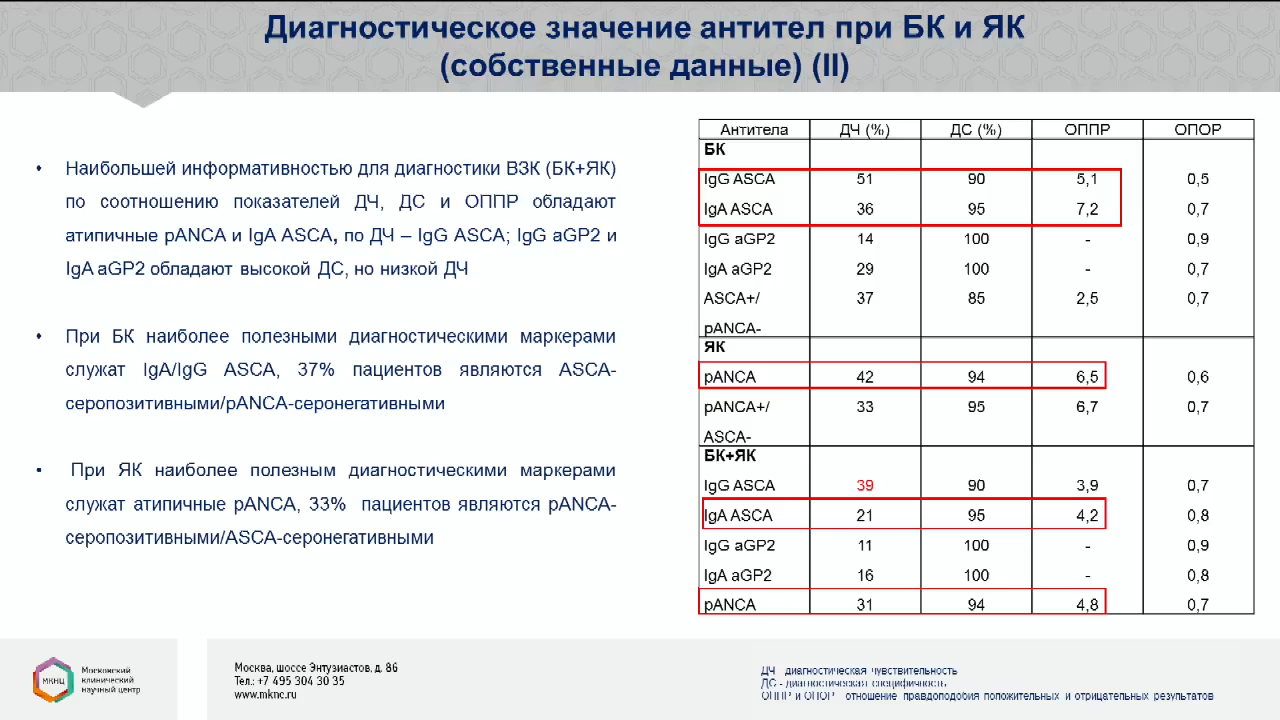 Диагностическое значение антител при БК и ЯК
(собственные данные) (II)
• Наибольшей информативностью для диагностики ВЗК (БК+ЯК)
по соотношению показателей ДЧ, ДС и ОППР обладают
атипичные pANCA и IgA ASCA, по ДЧ – IgG ASCA; IgG aGP2 и
IgA aGP2 обладают высокой ДС, но низкой ДЧ
• При БК наиболее полезными диагностическими маркерами
служат IgA/IgG ASCA, 37% пациентов являются ASCA-
серопозитивными/pANCA-серонегативными
• При ЯК наиболее полезным диагностическими маркерами
служат атипичные pANCA, 33% пациентов являются pANCA-
серопозитивными/ASCA-серонегативными
Антитела ДЧ (%) ДС (%) ОППР ОПОР
БК
IgG ASCA 51 90 5,1 0,5
IgA ASCA 36 95 7,2 0,7
IgG aGP2 14 100 - 0,9
IgA aGP2 29 100 - 0,7
ASCA+/ 37 85 2,5 0,7
pANCA-
ЯК
pANCA 42 94 6,5 0,6
pANCA+/ 33 95 6,7 0,7
ASCA-
БК+ЯК
IgG ASCA 39 90 3,9 0,7
IgA ASCA 21 95 4,2 0,8
IgG aGP2 11 100 - 0,9
IgA aGP2 16 100 - 0,8
pANCA 31 94 4,8 0,7
МКНЦ
Московский
клинический
научный центр
Москва, шоссе Энтузиастов, д. 86
Тел.: +7 495 304 30 35
www.mknc.ru
ДЧ - диагностическая чувствительность
ДС - диагностическая специфичность
ОППР и ОПОР - отношение правдоподобия положительных и отрицательных результатов